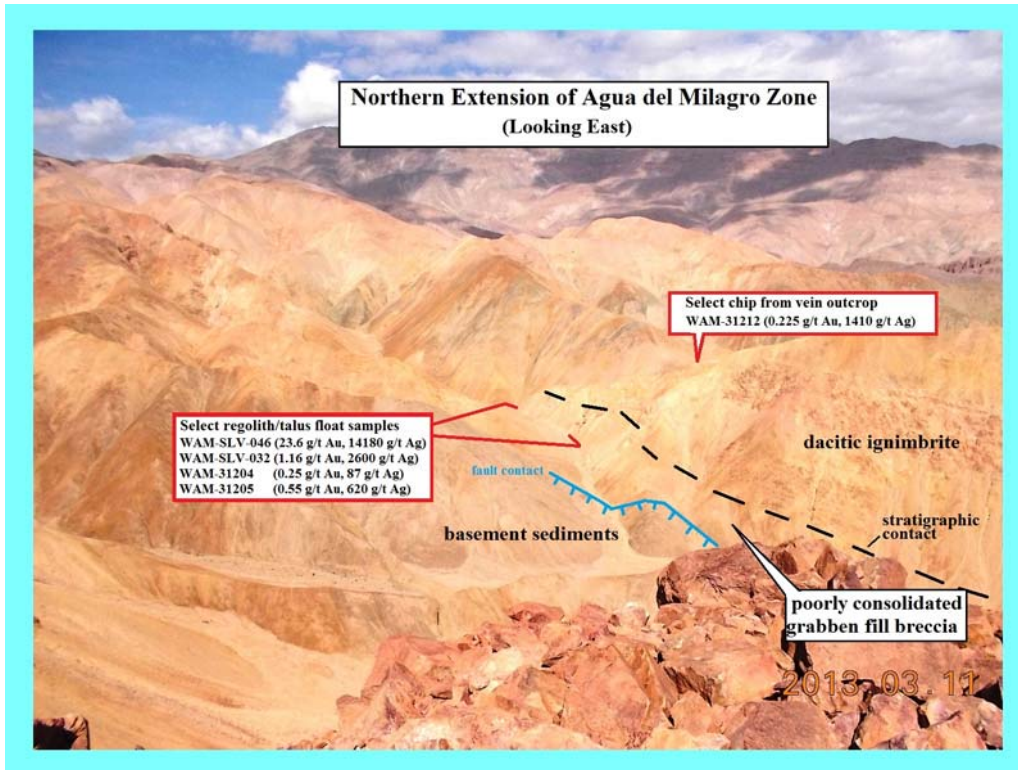 Northern Extension of Agua del Milagro Zone
(Looking East)
Select chip from vein outcrop
WAM-31212 (0.225 g/t Au, 1410 g/t Ag)
Select regolith/talus float samples
WAM-SLV-046 (23.6 g/t Au, 14180 g/t Ag)
WAM-SLV-032 (1.16 g/t Au, 2600 g/t Ag)
WAM-31204 (0.25 g/t Au, 87 g/t Ag)
WAM-31205 (0.55 g/t Au, 620 g/t Ag)
dacitic ignimbrite
fault contact
basement sediments
stratigraphic
contact
poorly consolidated
grabben fill breccia
2013.03.11